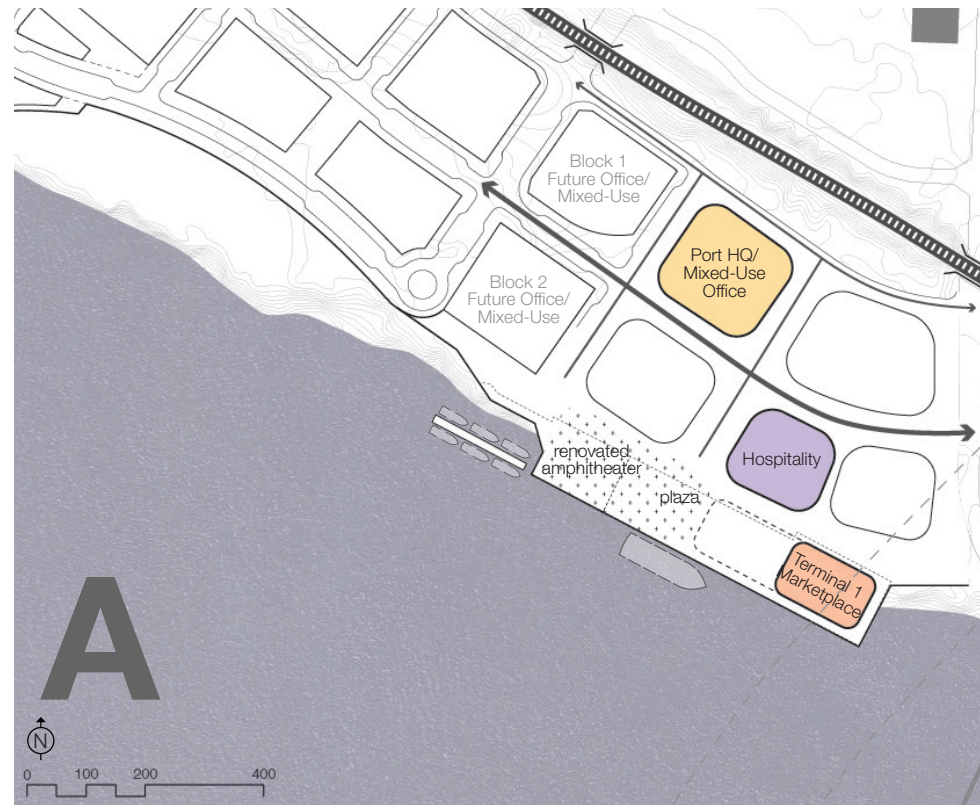 Block 1
Future Office/
Mixed-Use
Port HQ/
Mixed-Use
Office
Block 2
Future Office/
Mixed-Use
renovated
amphitheater
Hospitality
plaza
Terminal 1
Marketplace
A
N
0 100 200 400